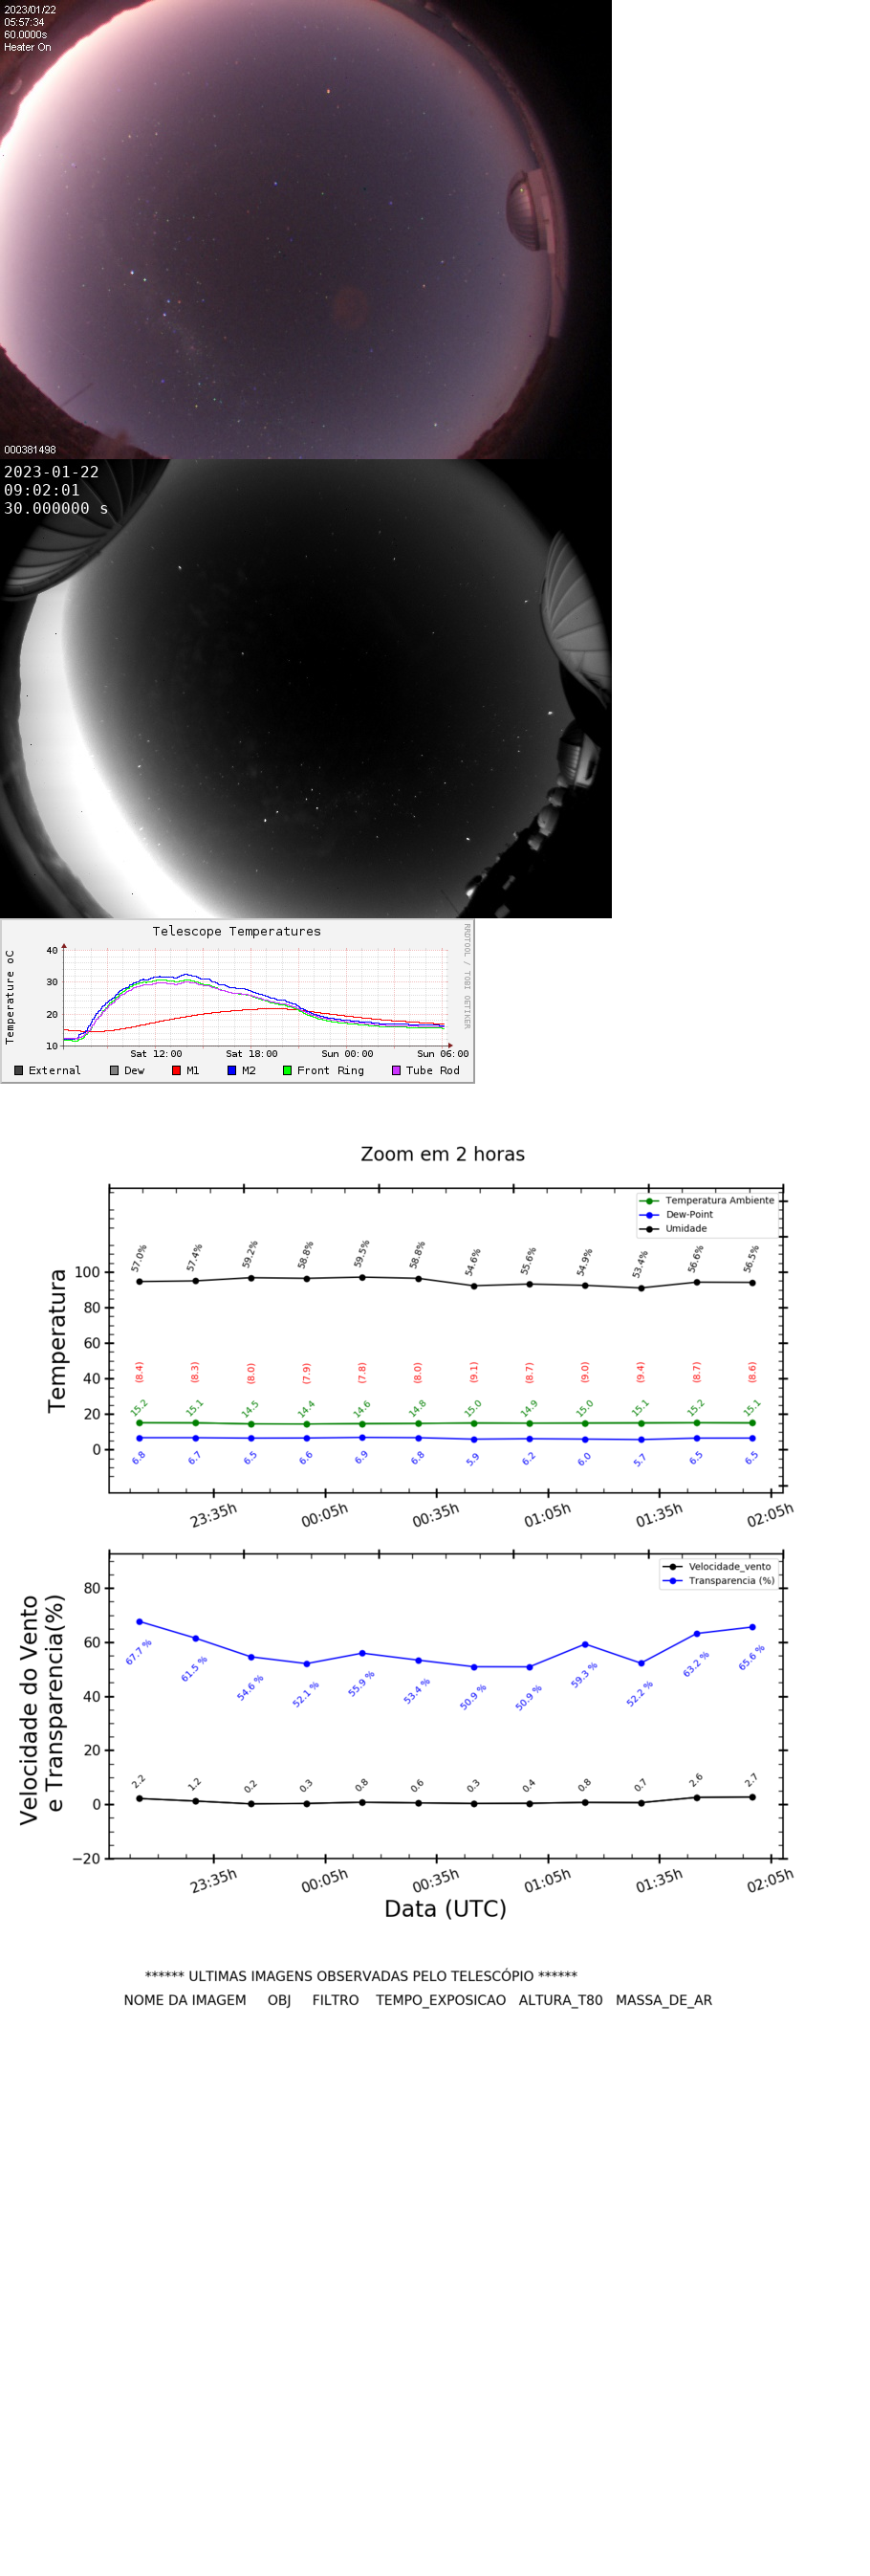 2023/01/22
05:57:34
60.0000s
Heater On
000381498
2023-01-22
09:02:01
30.000000 s
Telescope Temperatures
RRDTOOL / TOBI OETIKER
Temperature oC
40
30
20
10
Sat 12:00 Sat 18:00 Sun 00:00 Sun 06:00
External Dew M1 M2 Front Ring Tube Rod
Zoom em 2 horas
Temperatura Ambiente
Dew-Point
Umidade
Temperatura
100
80
60
40
20
0
57.0% 57.4% 59.2% 58.8% 59.5% 58.8% 54.6% 55.6% 54.9% 53.4% 56.6% 56.5%
(8.4) (8.3) (8.0) (7.9) (7.8) (8.0) (9.1) (8.7) (9.0) (9.4) (8.7) (8.6)
15.2 15.1 14.5 14.4 14.6 14.8 15.0 14.9 15.0 15.1 15.2 15.1
6.8 6.7 6.5 6.6 6.9 6.8 5.9 6.2 6.0 5.7 6.5 6.5
23:35h 00:05h 00:35h 01:05h 01:35h 02:05h
Velocidade_vento
Transparencia (%)
Velocidade do Vento
e Transparencia(%)
80
60
40
20
0
−20
67.7 % 61.5 % 54.6 % 52.1 % 55.9 % 53.4 % 50.9 % 50.9 % 59.3 % 52.2 % 63.2 % 65.6 %
2.2 1.2 0.2 0.3 0.8 0.6 0.3 0.4 0.8 0.7 2.6 2.7
23:35h 00:05h 00:35h 01:05h 01:35h 02:05h
Data (UTC)
****** ULTIMAS IMAGENS OBSERVADAS PELO TELESCÓPIO ******
NOME DA IMAGEM OBJ FILTRO TEMPO_EXPOSICAO ALTURA_T80 MASSA_DE_AR